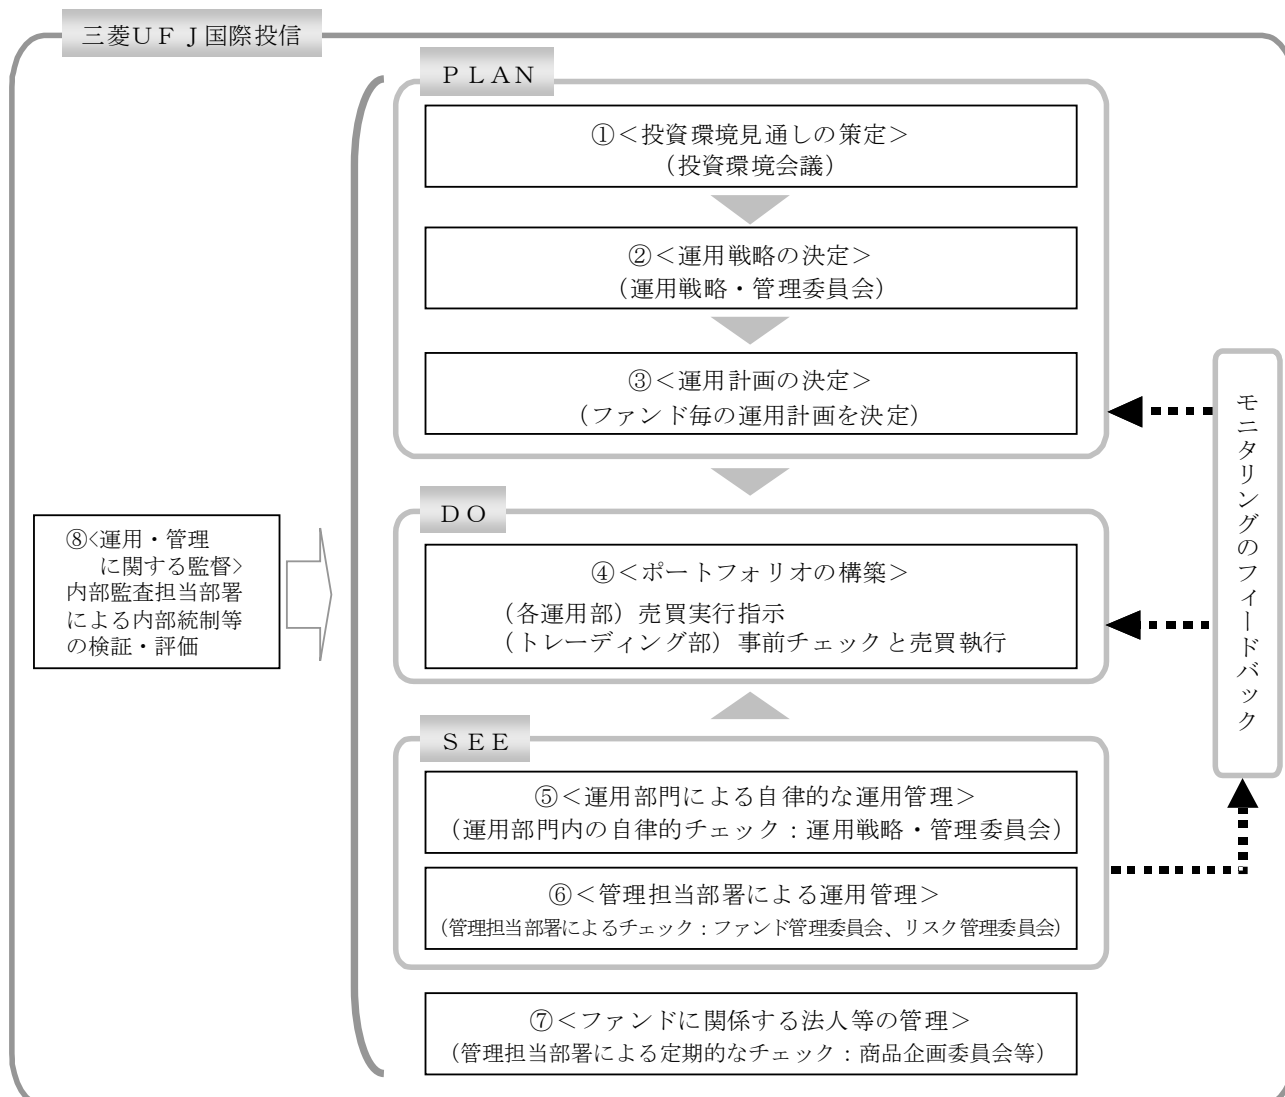 三菱UFJ国際投信
PLAN
①<投資環境見通しの策定>
(投資環境会議)
②<運用戦略の決定>
(運用戦略・管理委員会)
③<運用計画の決定>
(ファンド毎の運用計画を決定)
DO
④<ポートフォリオの構築>
(各運用部)売買実行指示
(トレーディング部)事前チェックと売買執行
SEE
⑤<運用部門による自律的な運用管理>
(運用部門内の自律的チェック:運用戦略・管理委員会)
⑥<管理担当部署による運用管理>
(管理担当部署によるチェック:ファンド管理委員会、リスク管理委員会)
⑦<ファンドに関係する法人等の管理>
(管理担当部署による定期的なチェック:商品企画委員会等)
⑧<運用・管理
に関する監督>
内部監査担当部署
による内部統制等
の検証・評価
モニタリングのフィードバック